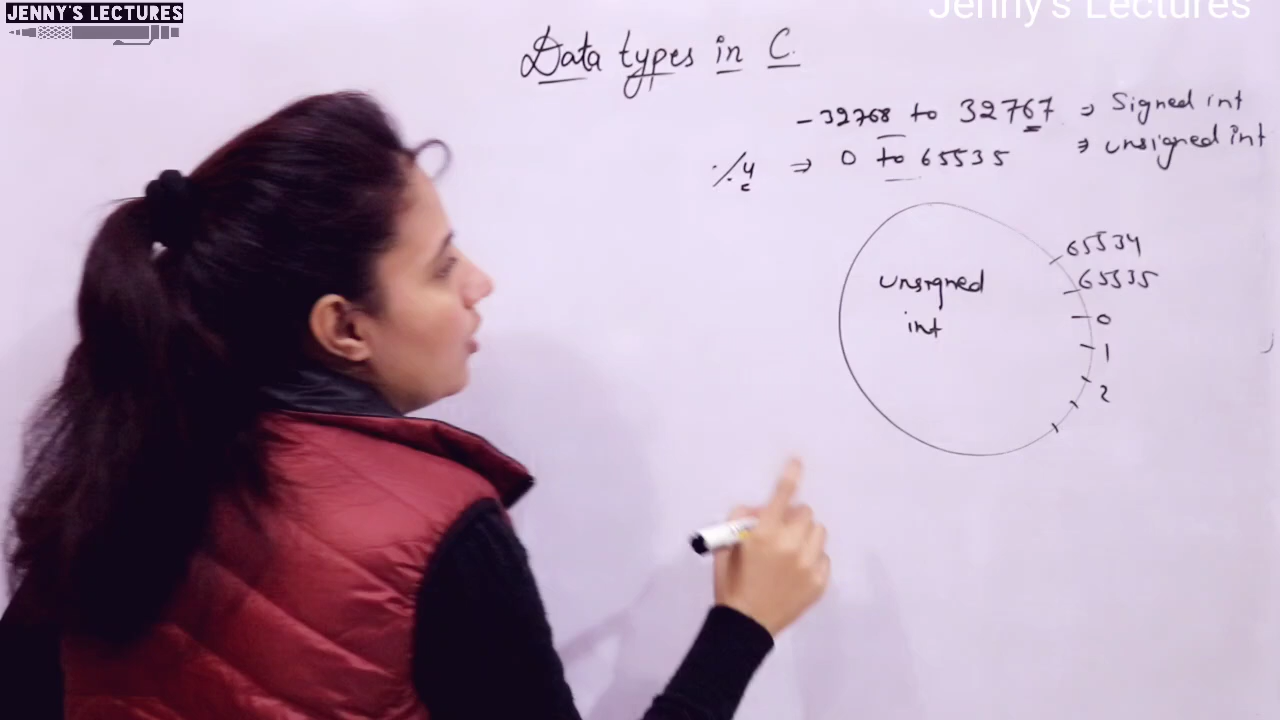 JENNY'S LECTURES
Jenny's Lectures
Data types in C.
-32768 to 32767 → Signed int
⇒ 0 to 65535 ⇒ unsigned int
65534
65535
unsigned
int
0
1
2